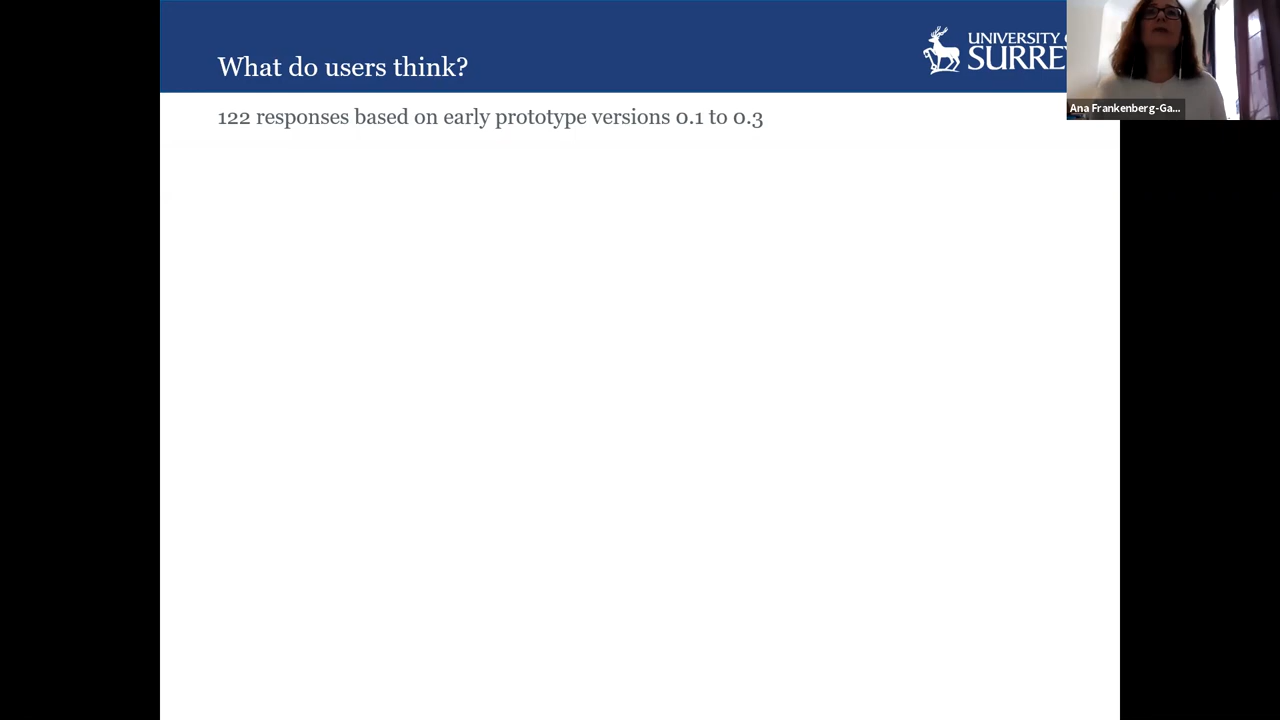 What do users think?
UNIVERSITY
SURRE
122 responses based on early prototype versions 0.1 to 0.3
Ana Frankenberg-Ga...